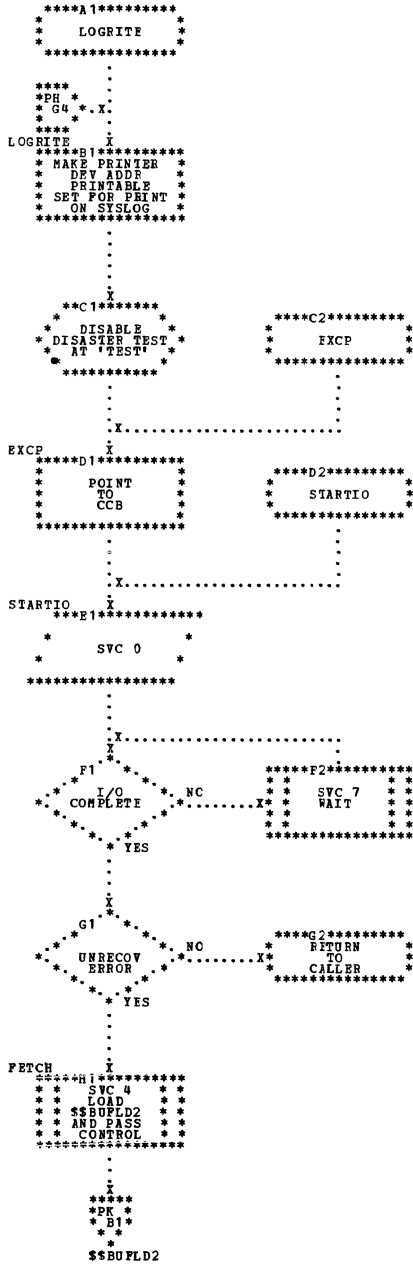 A1
LOGRITE
PH
G4
LOGRITE
B1
MAKE PRINTER
DEV ADDR
PRINTABLE
SET FOR PRINT
ON SYSLOG
C1
DISABLE
DISASTER TEST
AT 'TEST'
C2
EXCP
EXCP
D1
POINT
TO
CCB
D2
STARTIO
STARTIO
E1
SVC 0
F1
I/O
COMPLETE
NO
YES
F2
SVC 7
WAIT
G1
UNRECOV
ERROR
NO
YES
G2
RETURN
TO
CALLER
FETCH
H1
SVC 4
LOAD
$$BUFLD2
AND PASS
CONTROL
PK
B1
$$BUFLD2